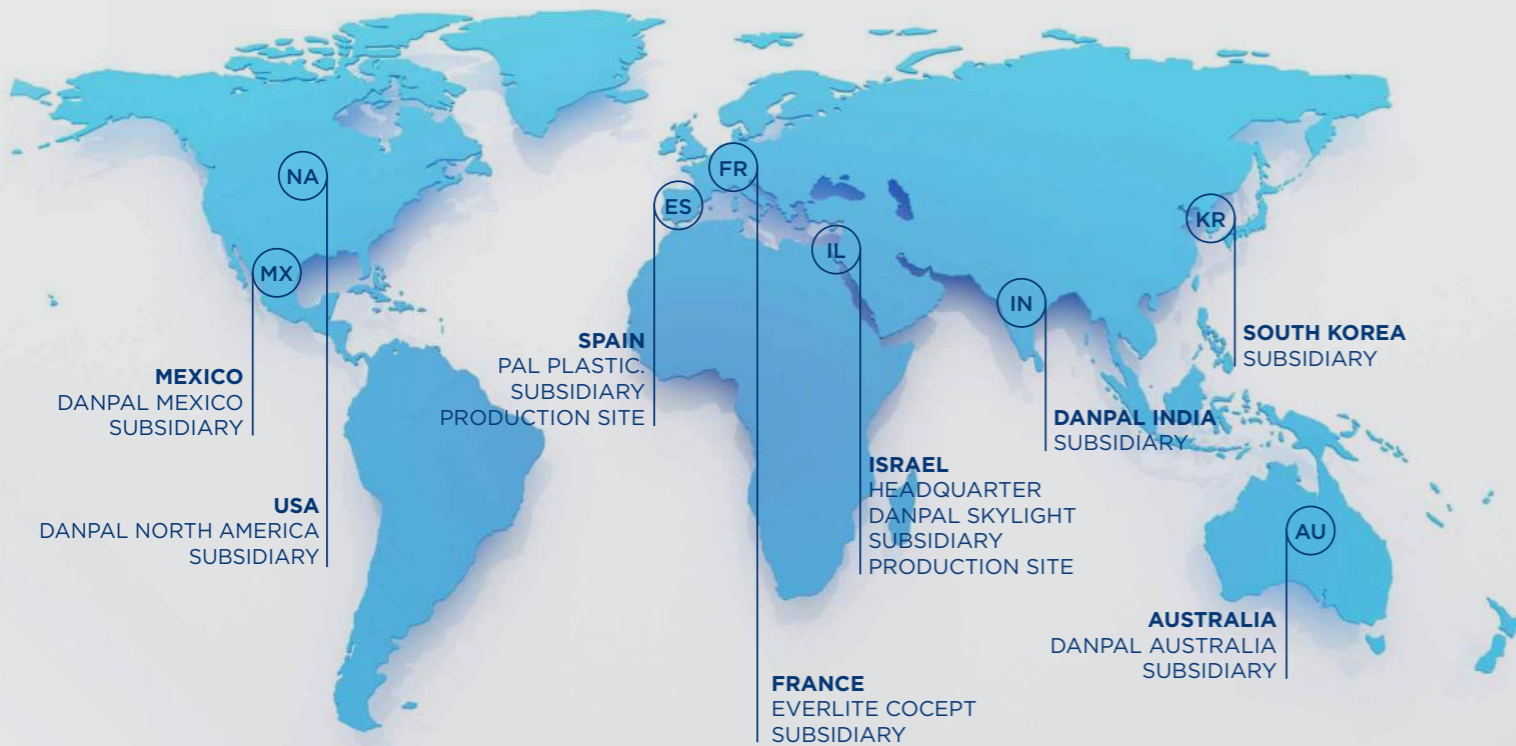 NA
MX
ES
FR
IL
IN
KR
AU
MEXICO
DANPAL MEXICO
SUBSIDIARY
USA
DANPAL NORTH AMERICA
SUBSIDIARY
SPAIN
PAL PLASTIC.
SUBSIDIARY
PRODUCTION SITE
FRANCE
EVERLITE COCEPT
SUBSIDIARY
ISRAEL
HEADQUARTER
DANPAL SKYLIGHT
SUBSIDIARY
PRODUCTION SITE
DANPAL INDIA
SUBSIDIARY
SOUTH KOREA
SUBSIDIARY
AUSTRALIA
DANPAL AUSTRALIA
SUBSIDIARY